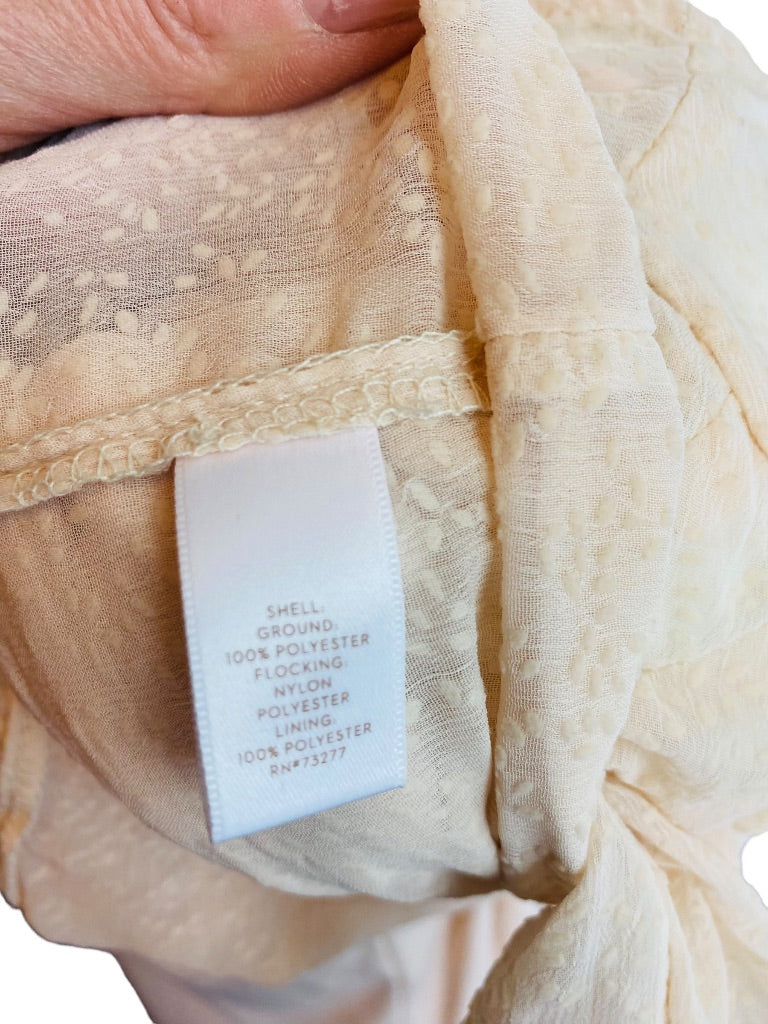 SHELL:
GROUND:
100% POLYESTER
FLOCKING:
NYLON
POLYESTER
LINING:
100% POLYESTER
RN#73277